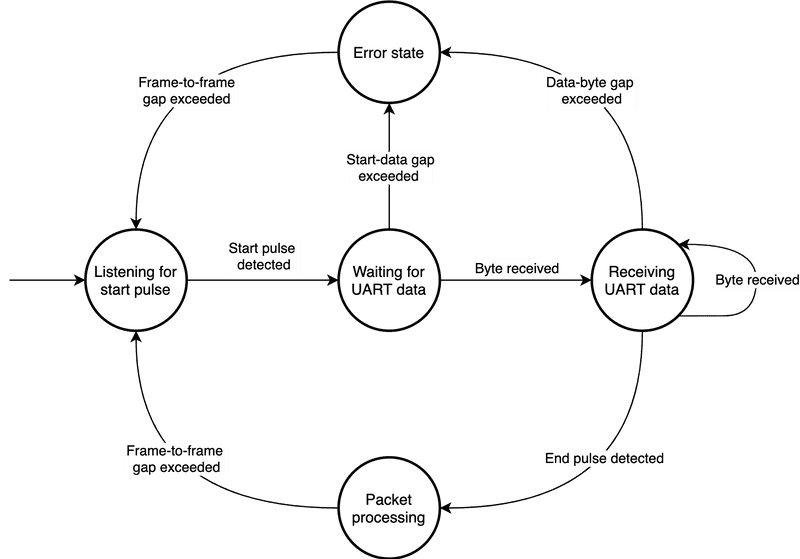 Error state
Frame-to-frame
gap exceeded
Data-byte gap
exceeded
Start-data gap
exceeded
Listening for
start pulse
Start pulse
detected
Waiting for
UART data
Byte received
Receiving
UART data
Byte received
Frame-to-frame
gap exceeded
End pulse detected
Packet
processing